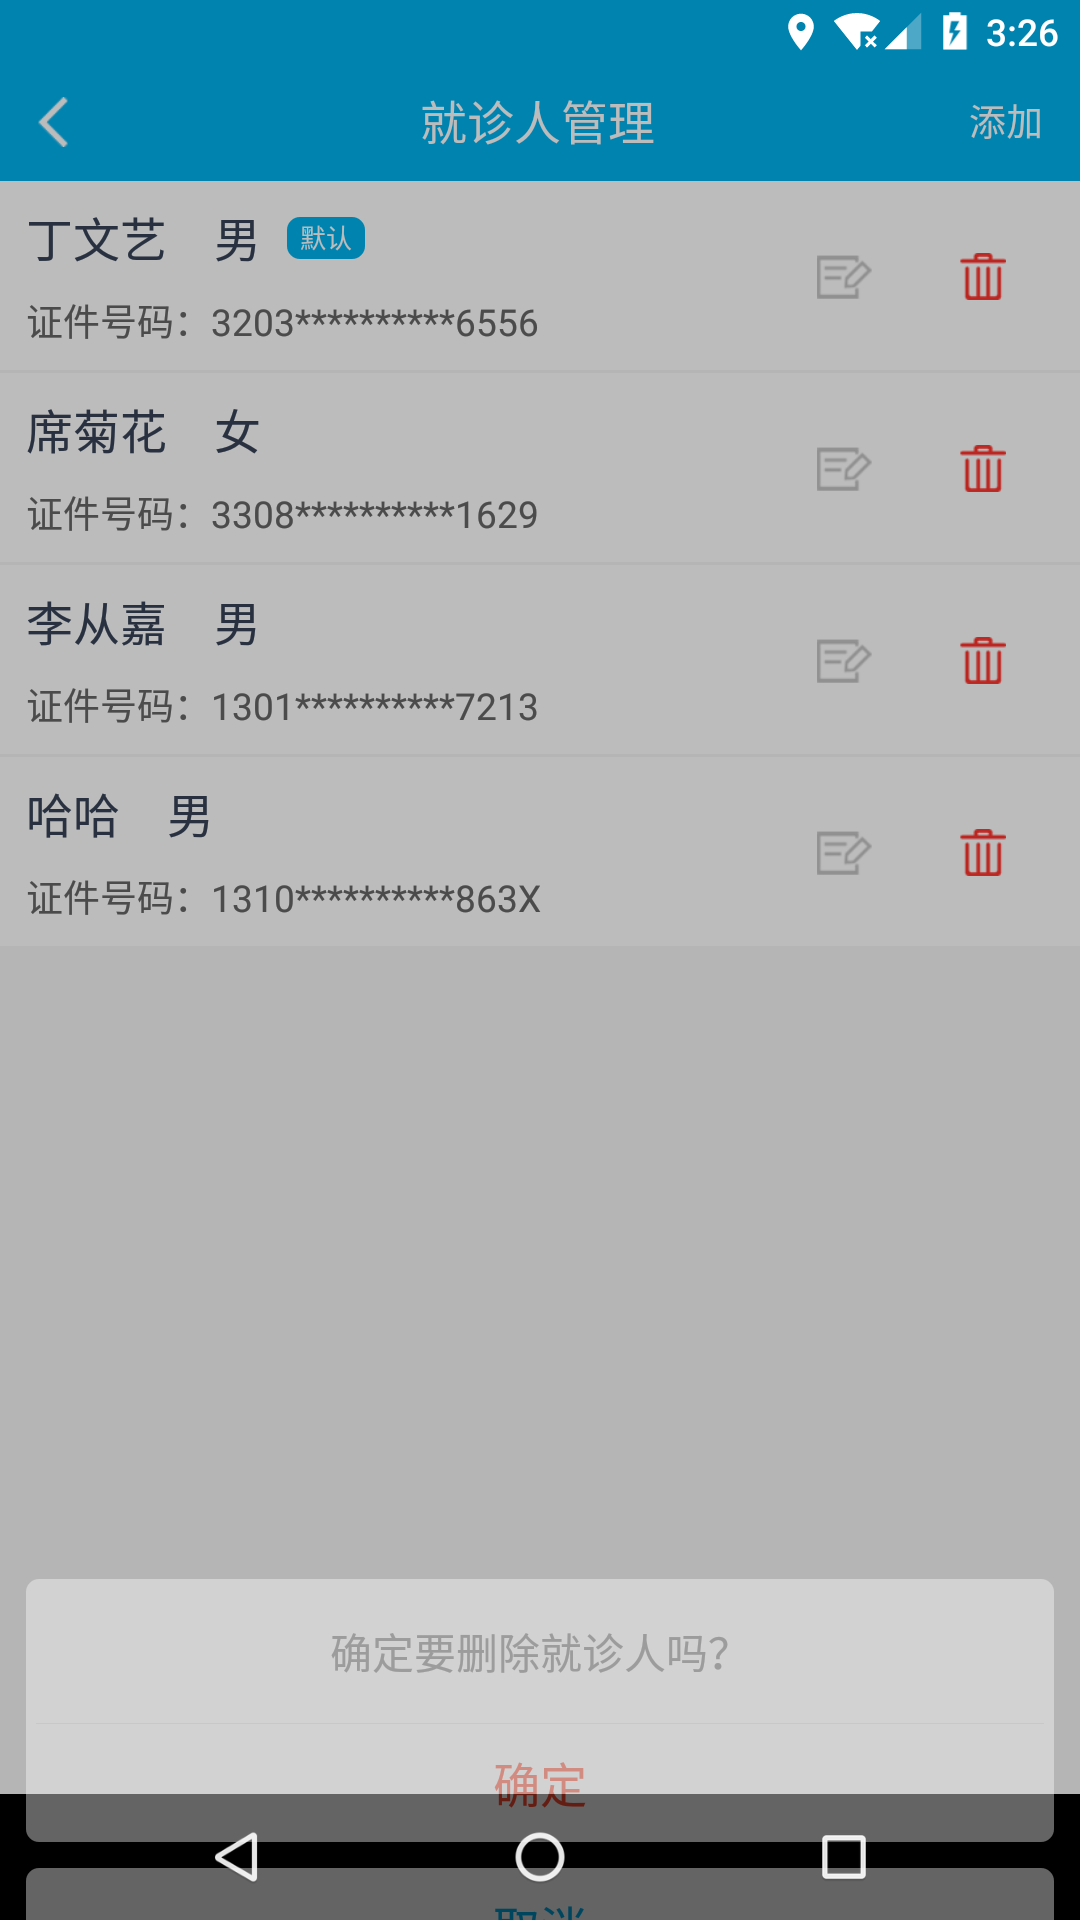 3:26
就诊人管理
添加
丁文艺 男 默认
证件号码：3203**********6556
席菊花 女
证件号码：3308**********1629
李从嘉 男
证件号码：1301**********7213
哈哈 男
证件号码：1310**********863X
确定要删除就诊人吗？
确定
取消